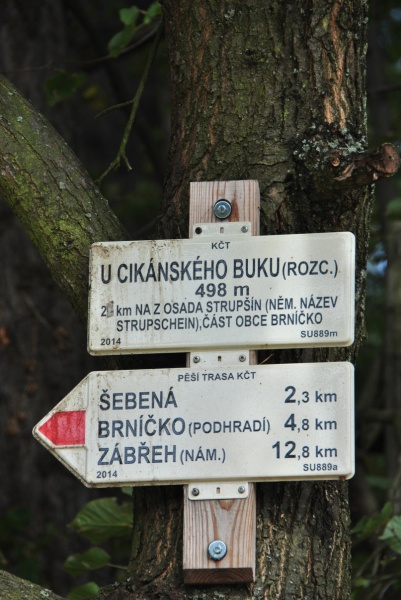 KČT
U CIKÁNSKÉHO BUKU (ROZC.)
498 m
2 km NA Z OSADA STRUPŠÍN (NĚM. NÁZEV
STRUPSCHEIN), ČÁST OBCE BRNÍČKO
2014 SU889m
PĚŠÍ TRASA KČT
ŠEBENÁ 2,3 km
BRNÍČKO (PODHRADÍ) 4,8 km
ZÁBŘEH (NÁM.) 12,8 km
2014 SU889a